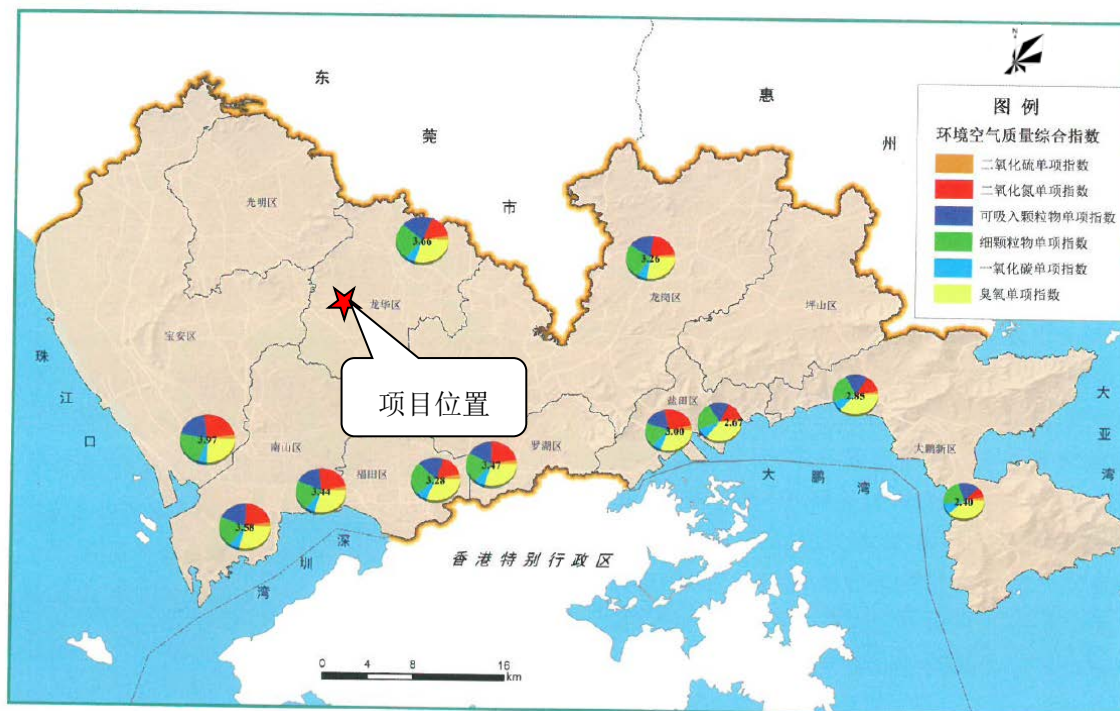 N
东
莞
市
惠
州
图 例
环境空气质量综合指数
二氧化硫单项指数
二氧化氮单项指数
可吸入颗粒物单项指数
细颗粒物单项指数
一氧化碳单项指数
臭氧单项指数
光明区
3.66
3.26
龙华区
龙岗区
坪山区
宝安区
项目位置
珠
江
口
盐田区
2.85
大
亚
湾
3.97
南山区
罗湖区
3.00
2.67
大鹏新区
福田区
3.47
3.28
3.44
大 鹏 湾
2.40
3.58
深
圳
湾
香港特别行政区
0 4 8 16
km